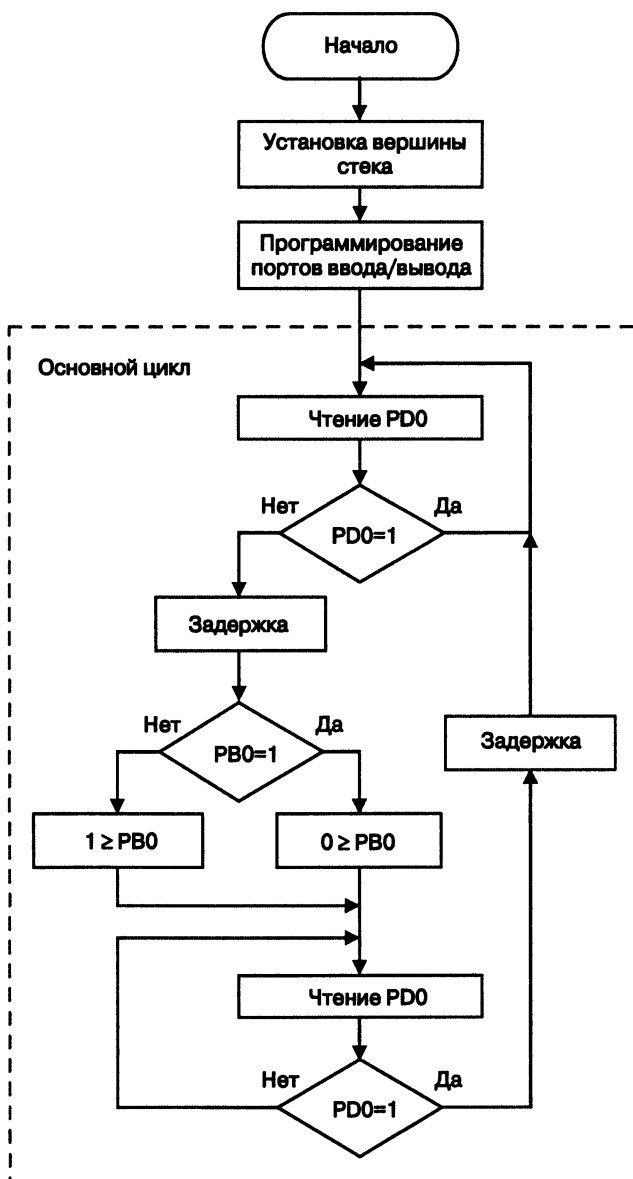 Начало
Установка вершины
стека
Программирование
портов ввода/вывода
Основной цикл
Чтение PD0
Нет
Да
PD0=1
Задержка
Нет
Да
PB0=1
Задержка
1 ≥ PB0
0 ≥ PB0
Чтение PD0
Нет
Да
PD0=1